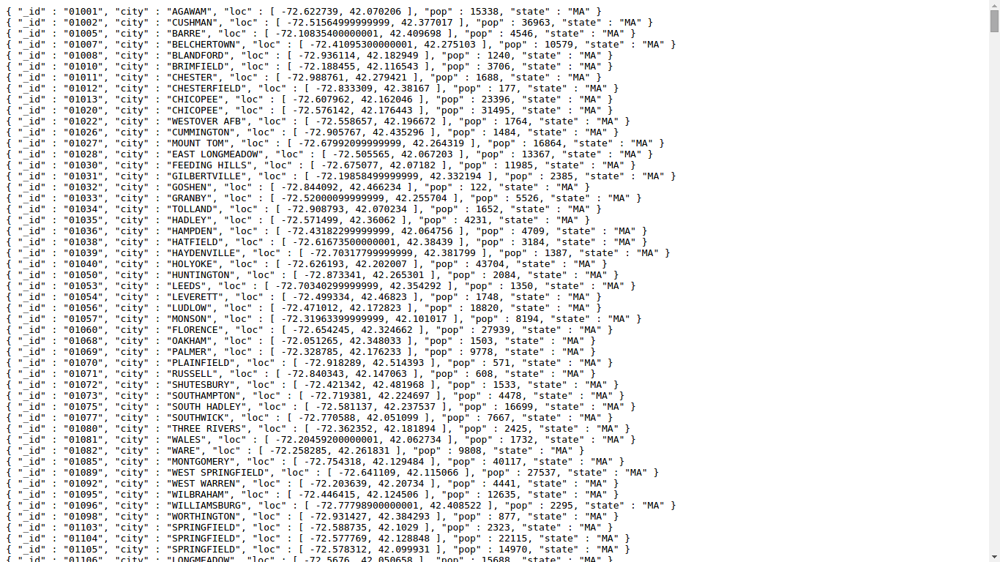 { "_id" : "01001", "city" : "AGAWAM", "loc" : [ -72.622739, 42.070206 ], "pop" : 15338, "state" : "MA" }
{ "_id" : "01002", "city" : "CUSHMAN", "loc" : [ -72.51564999999999, 42.377017 ], "pop" : 36963, "state" : "MA" }
{ "_id" : "01005", "city" : "BARRE", "loc" : [ -72.10835400000001, 42.409698 ], "pop" : 4546, "state" : "MA" }
{ "_id" : "01007", "city" : "BELCHERTOWN", "loc" : [ -72.41095300000001, 42.275103 ], "pop" : 10579, "state" : "MA" }
{ "_id" : "01008", "city" : "BLANDFORD", "loc" : [ -72.936114, 42.182949 ], "pop" : 1240, "state" : "MA" }
{ "_id" : "01010", "city" : "BRIMFIELD", "loc" : [ -72.188455, 42.116543 ], "pop" : 3706, "state" : "MA" }
{ "_id" : "01011", "city" : "CHESTER", "loc" : [ -72.988761, 42.279421 ], "pop" : 1688, "state" : "MA" }
{ "_id" : "01012", "city" : "CHESTERFIELD", "loc" : [ -72.833309, 42.38167 ], "pop" : 177, "state" : "MA" }
{ "_id" : "01013", "city" : "CHICOPEE", "loc" : [ -72.607962, 42.162046 ], "pop" : 23396, "state" : "MA" }
{ "_id" : "01020", "city" : "CHICOPEE", "loc" : [ -72.576142, 42.176443 ], "pop" : 31495, "state" : "MA" }
{ "_id" : "01022", "city" : "WESTOVER AFB", "loc" : [ -72.558657, 42.196672 ], "pop" : 1764, "state" : "MA" }
{ "_id" : "01026", "city" : "CUMMINGTON", "loc" : [ -72.905767, 42.435296 ], "pop" : 1484, "state" : "MA" }
{ "_id" : "01027", "city" : "MOUNT TOM", "loc" : [ -72.67992099999999, 42.264319 ], "pop" : 16864, "state" : "MA" }
{ "_id" : "01028", "city" : "EAST LONGMEADOW", "loc" : [ -72.505565, 42.067203 ], "pop" : 13367, "state" : "MA" }
{ "_id" : "01030", "city" : "FEEDING HILLS", "loc" : [ -72.675077, 42.07182 ], "pop" : 11985, "state" : "MA" }
{ "_id" : "01031", "city" : "GILBERTVILLE", "loc" : [ -72.19858499999999, 42.332194 ], "pop" : 2385, "state" : "MA" }
{ "_id" : "01032", "city" : "GOSHEN", "loc" : [ -72.844092, 42.466234 ], "pop" : 122, "state" : "MA" }
{ "_id" : "01033", "city" : "GRANBY", "loc" : [ -72.52000099999999, 42.255704 ], "pop" : 5526, "state" : "MA" }
{ "_id" : "01034", "city" : "TOLLAND", "loc" : [ -72.908793, 42.070234 ], "pop" : 1652, "state" : "MA" }
{ "_id" : "01035", "city" : "HADLEY", "loc" : [ -72.571499, 42.36062 ], "pop" : 4231, "state" : "MA" }
{ "_id" : "01036", "city" : "HAMPDEN", "loc" : [ -72.43182299999999, 42.064756 ], "pop" : 4709, "state" : "MA" }
{ "_id" : "01038", "city" : "HATFIELD", "loc" : [ -72.61673500000001, 42.38439 ], "pop" : 3184, "state" : "MA" }
{ "_id" : "01039", "city" : "HAYDENVILLE", "loc" : [ -72.70317799999999, 42.381799 ], "pop" : 1387, "state" : "MA" }
{ "_id" : "01040", "city" : "HOLYOKE", "loc" : [ -72.626193, 42.202007 ], "pop" : 43704, "state" : "MA" }
{ "_id" : "01050", "city" : "HUNTINGTON", "loc" : [ -72.873341, 42.265301 ], "pop" : 2084, "state" : "MA" }
{ "_id" : "01053", "city" : "LEEDS", "loc" : [ -72.70340299999999, 42.354292 ], "pop" : 1350, "state" : "MA" }
{ "_id" : "01054", "city" : "LEVERETT", "loc" : [ -72.499334, 42.46823 ], "pop" : 1748, "state" : "MA" }
{ "_id" : "01056", "city" : "LUDLOW", "loc" : [ -72.471012, 42.172823 ], "pop" : 18820, "state" : "MA" }
{ "_id" : "01057", "city" : "MONSON", "loc" : [ -72.31963399999999, 42.101017 ], "pop" : 8194, "state" : "MA" }
{ "_id" : "01060", "city" : "FLORENCE", "loc" : [ -72.654245, 42.324662 ], "pop" : 27939, "state" : "MA" }
{ "_id" : "01068", "city" : "OAKHAM", "loc" : [ -72.051265, 42.348033 ], "pop" : 1503, "state" : "MA" }
{ "_id" : "01069", "city" : "PALMER", "loc" : [ -72.328785, 42.176233 ], "pop" : 9778, "state" : "MA" }
{ "_id" : "01070", "city" : "PLAINFIELD", "loc" : [ -72.918289, 42.514393 ], "pop" : 571, "state" : "MA" }
{ "_id" : "01071", "city" : "RUSSELL", "loc" : [ -72.840343, 42.147063 ], "pop" : 608, "state" : "MA" }
{ "_id" : "01072", "city" : "SHUTESBURY", "loc" : [ -72.421342, 42.481968 ], "pop" : 1533, "state" : "MA" }
{ "_id" : "01073", "city" : "SOUTHAMPTON", "loc" : [ -72.719381, 42.224697 ], "pop" : 4478, "state" : "MA" }
{ "_id" : "01075", "city" : "SOUTH HADLEY", "loc" : [ -72.581137, 42.237537 ], "pop" : 16699, "state" : "MA" }
{ "_id" : "01077", "city" : "SOUTHWICK", "loc" : [ -72.770588, 42.051099 ], "pop" : 7667, "state" : "MA" }
{ "_id" : "01080", "city" : "THREE RIVERS", "loc" : [ -72.362352, 42.181894 ], "pop" : 2425, "state" : "MA" }
{ "_id" : "01081", "city" : "WALES", "loc" : [ -72.20459200000001, 42.062734 ], "pop" : 1732, "state" : "MA" }
{ "_id" : "01082", "city" : "WARE", "loc" : [ -72.258285, 42.261831 ], "pop" : 9808, "state" : "MA" }
{ "_id" : "01085", "city" : "MONTGOMERY", "loc" : [ -72.754318, 42.129484 ], "pop" : 40117, "state" : "MA" }
{ "_id" : "01089", "city" : "WEST SPRINGFIELD", "loc" : [ -72.641109, 42.115066 ], "pop" : 27537, "state" : "MA" }
{ "_id" : "01092", "city" : "WEST WARREN", "loc" : [ -72.203639, 42.20734 ], "pop" : 4441, "state" : "MA" }
{ "_id" : "01095", "city" : "WILBRAHAM", "loc" : [ -72.446415, 42.124506 ], "pop" : 12635, "state" : "MA" }
{ "_id" : "01096", "city" : "WILLIAMSBURG", "loc" : [ -72.77798900000001, 42.408522 ], "pop" : 2295, "state" : "MA" }
{ "_id" : "01098", "city" : "WORTHINGTON", "loc" : [ -72.931427, 42.384293 ], "pop" : 877, "state" : "MA" }
{ "_id" : "01103", "city" : "SPRINGFIELD", "loc" : [ -72.588735, 42.1029 ], "pop" : 2323, "state" : "MA" }
{ "_id" : "01104", "city" : "SPRINGFIELD", "loc" : [ -72.577769, 42.128848 ], "pop" : 22115, "state" : "MA" }
{ "_id" : "01105", "city" : "SPRINGFIELD", "loc" : [ -72.578312, 42.099931 ], "pop" : 14970, "state" : "MA" }
{ "_id" : "01106", "city" : "LONGMEADOW", "loc" : [ -72.5676, 42.050658 ], "pop" : 15688, "state" : "MA" }